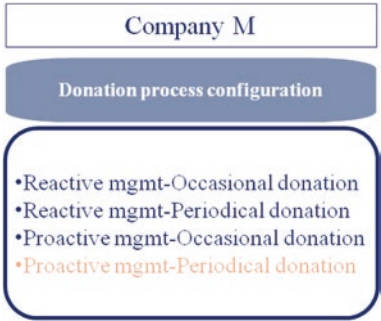 Company M
Donation process configuration
•Reactive mgmt-Occasional donation
•Reactive mgmt-Periodical donation
•Proactive mgmt-Occasional donation
•Proactive mgmt-Periodical donation